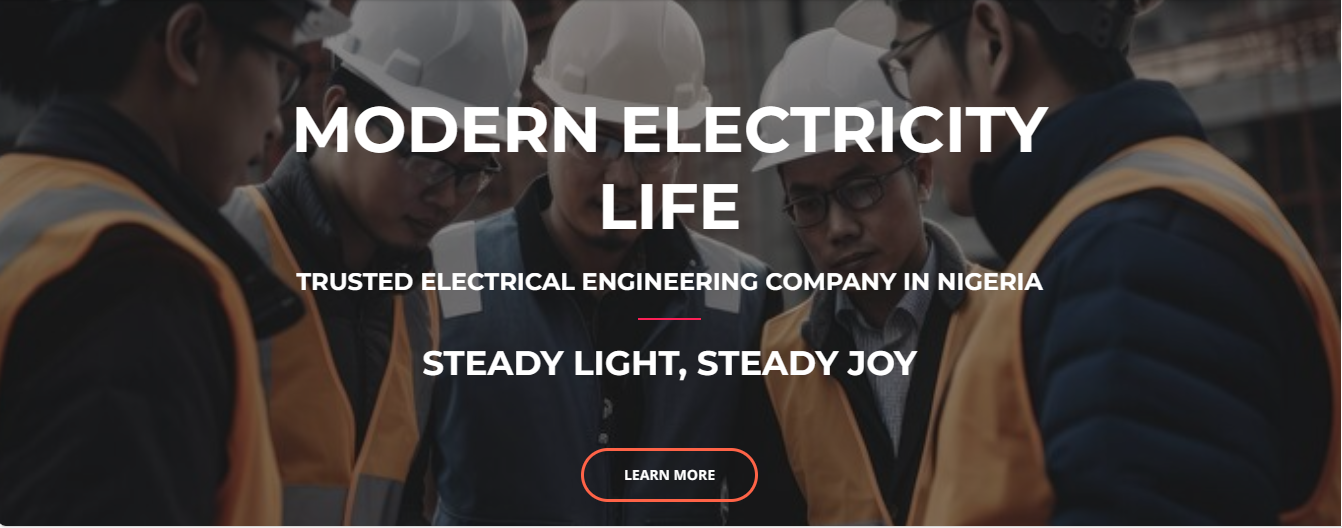 MODERN ELECTRICITY
LIFE
TRUSTED ELECTRICAL ENGINEERING COMPANY IN NIGERIA
STEADY LIGHT, STEADY JOY
LEARN MORE